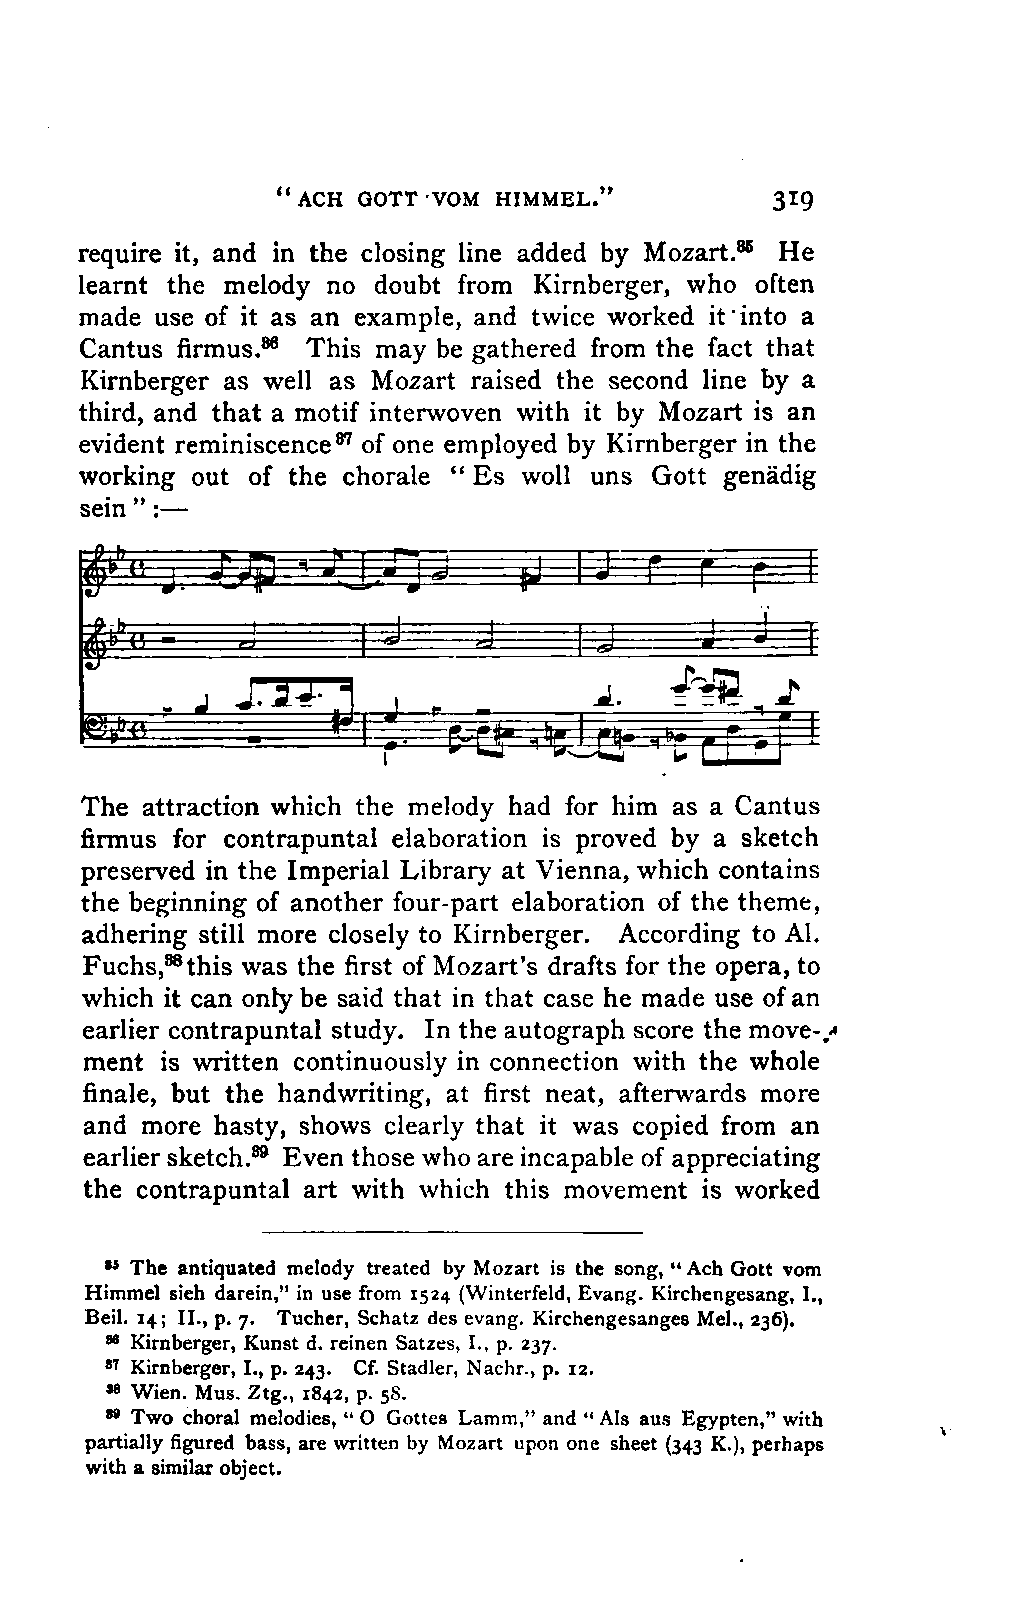 "ACH GOTT VOM HIMMEL." 319
require it, and in the closing line added by Mozart.85 He
learnt the melody no doubt from Kirnberger, who often
made use of it as an example, and twice worked it into a
Cantus firmus.86 This may be gathered from the fact that
Kirnberger as well as Mozart raised the second line by a
third, and that a motif interwoven with it by Mozart is an
evident reminiscence 87 of one employed by Kirnberger in the
working out of the chorale "Es woll uns Gott genädig
sein":—
The attraction which the melody had for him as a Cantus
firmus for contrapuntal elaboration is proved by a sketch
preserved in the Imperial Library at Vienna, which contains
the beginning of another four-part elaboration of the theme,
adhering still more closely to Kirnberger. According to Al.
Fuchs,88 this was the first of Mozart's drafts for the opera, to
which it can only be said that in that case he made use of an
earlier contrapuntal study. In the autograph score the move-
ment is written continuously in connection with the whole
finale, but the handwriting, at first neat, afterwards more
and more hasty, shows clearly that it was copied from an
earlier sketch.89 Even those who are incapable of appreciating
the contrapuntal art with which this movement is worked
85 The antiquated melody treated by Mozart is the song, "Ach Gott vom
Himmel sieh darein," in use from 1524 (Winterfeld, Evang. Kirchengesang, I.,
Beil. 14; II., p. 7. Tucher, Schatz des evang. Kirchengesanges Mel., 236).
86 Kirnberger, Kunst d. reinen Satzes, I., p. 237.
87 Kirnberger, I., p. 243. Cf. Stadler, Nachr., p. 12.
88 Wien. Mus. Ztg., 1842, p. 58.
89 Two choral melodies, "O Gottes Lamm," and "Als aus Egypten," with
partially figured bass, are written by Mozart upon one sheet (343 K.), perhaps
with a similar object.